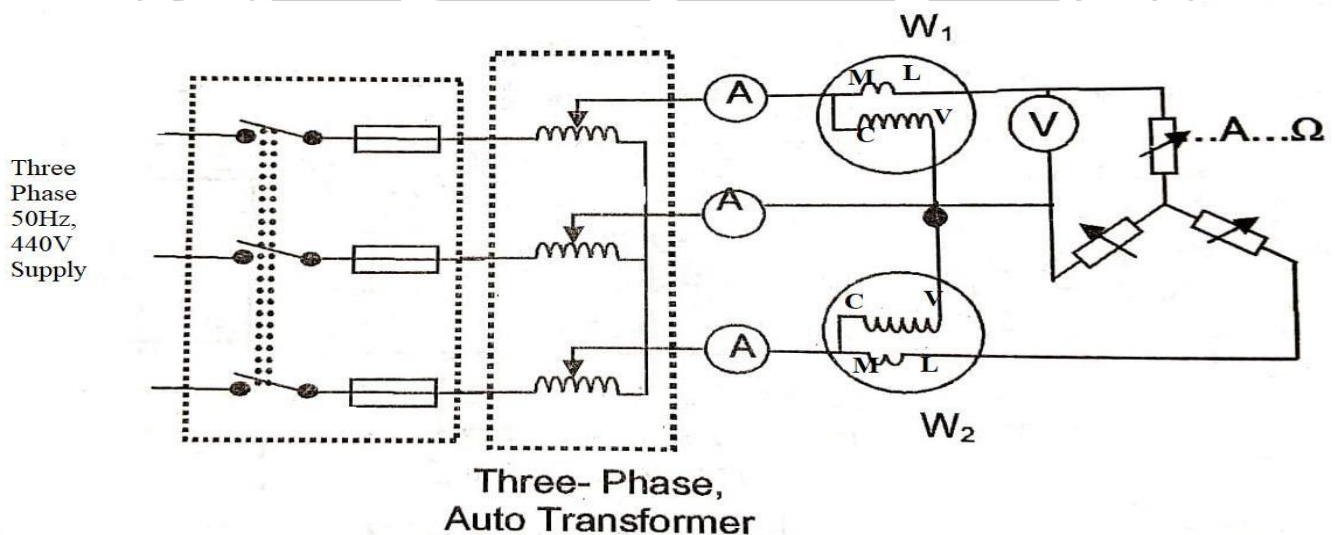 W₁
M L
A
C V
V
..A...Ω
Three
Phase
50Hz,
440V
Supply
A
C V
A
M L
W₂
Three- Phase,
Auto Transformer